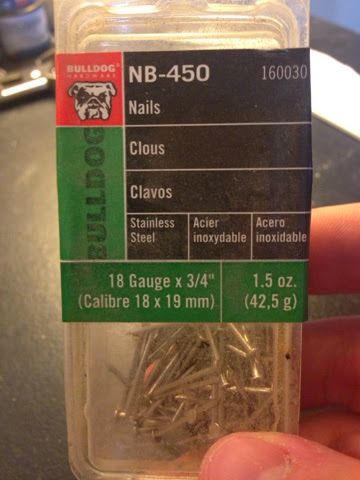 BULLDOG®
HARDWARE
NB-450 160030
Nails
Clous
Clavos
BULLDOG
Stainless Steel
Acier inoxydable
Acero inoxidable
18 Gauge x 3/4"
(Calibre 18 x 19 mm)
1.5 oz.
(42,5 g)